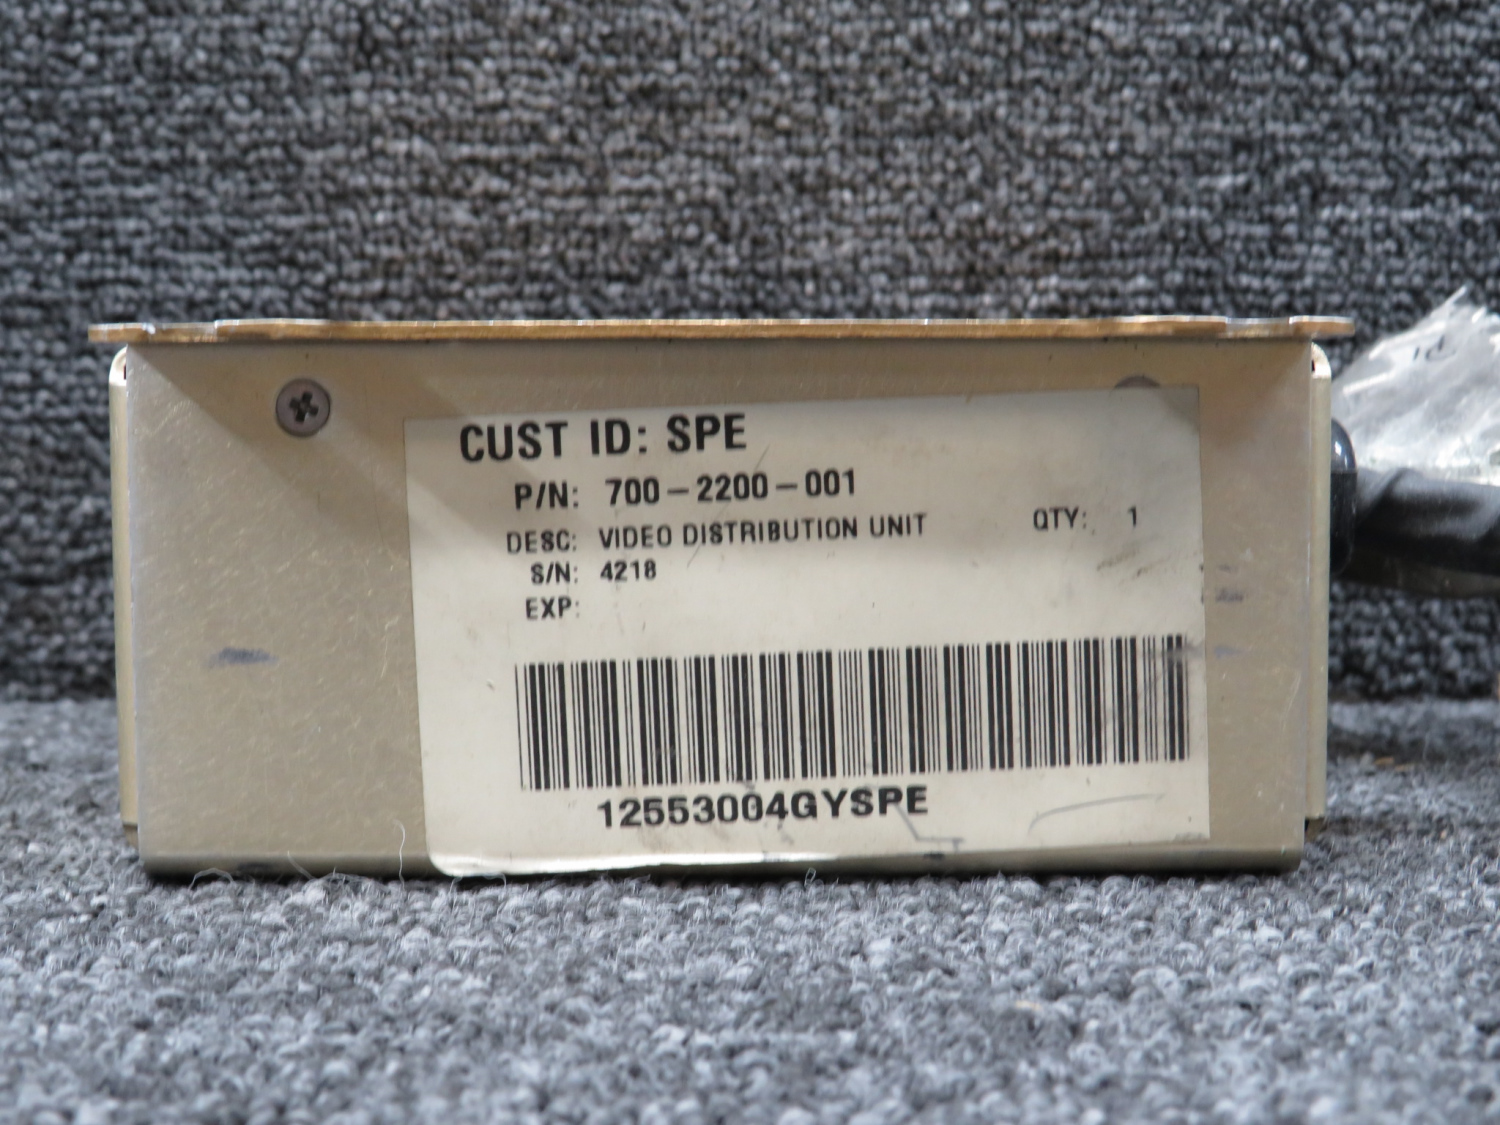 CUST ID: SPE
P/N: 700-2200-001
DESC: VIDEO DISTRIBUTION UNIT QTY: 1
S/N: 4218
EXP:
12553004GYSPE